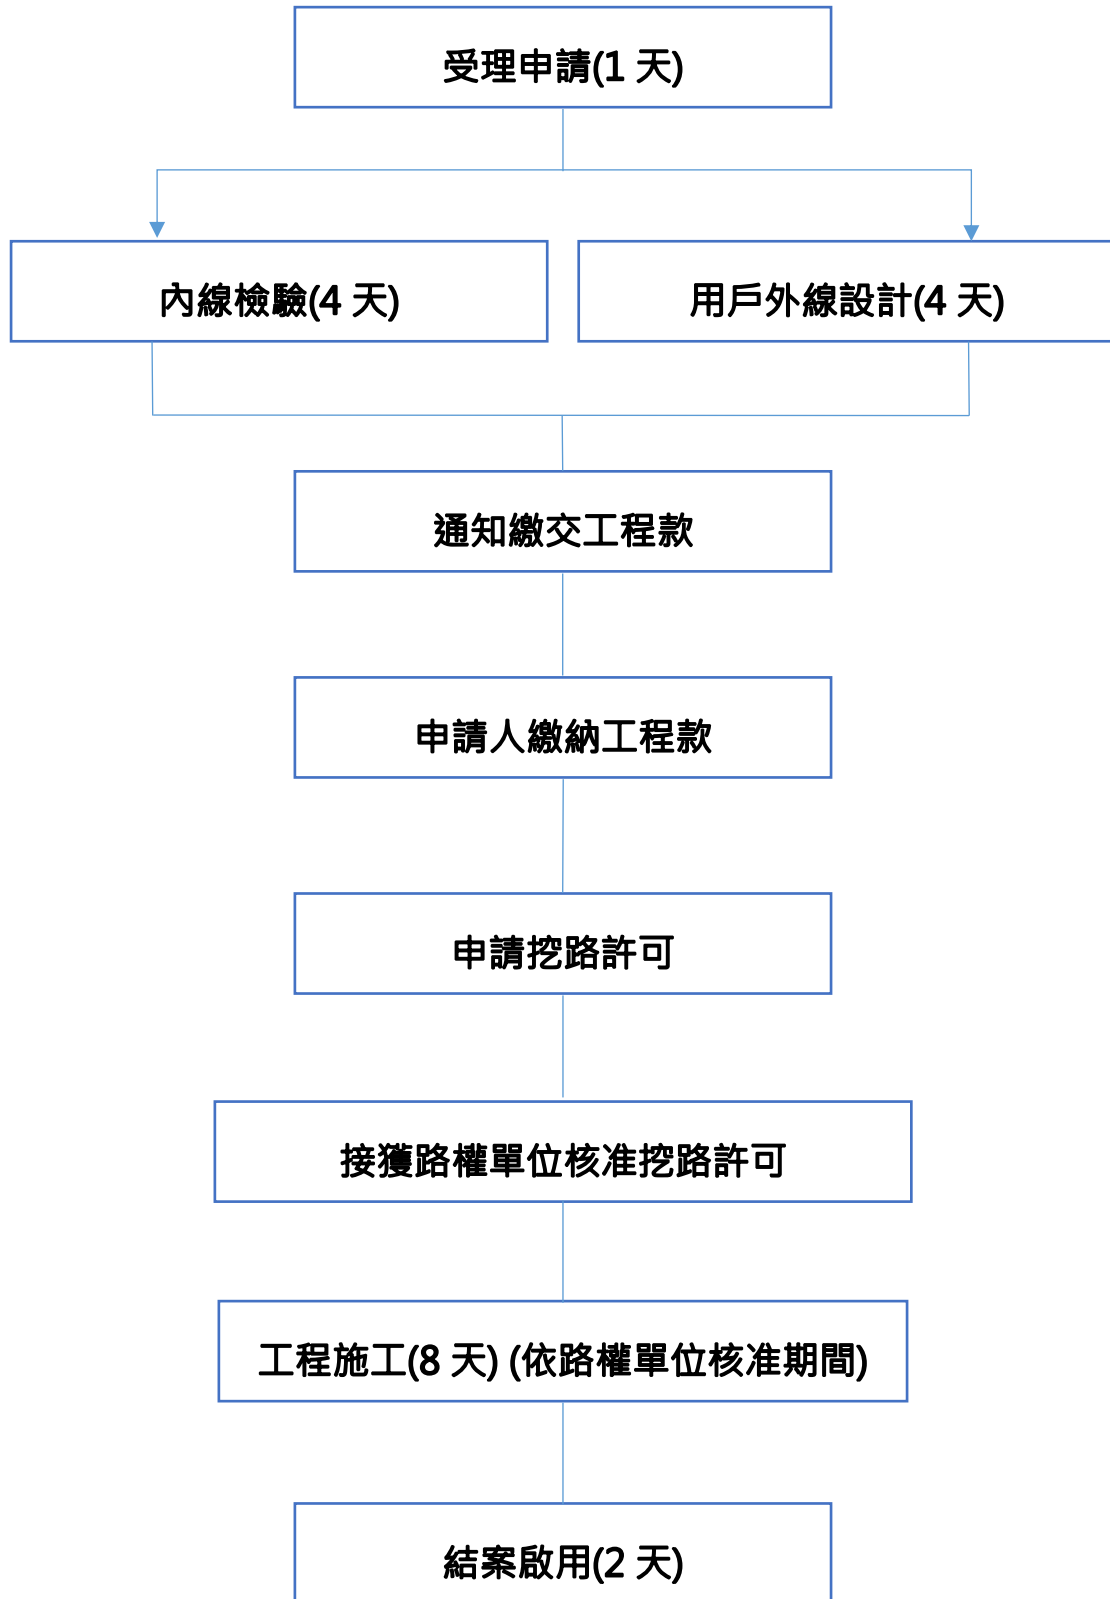 受理申請(1 天)
內線檢驗(4 天)
用戶外線設計(4 天)
通知繳交工程款
申請人繳納工程款
申請挖路許可
接獲路權單位核准挖路許可
工程施工(8 天) (依路權單位核准期間)
結案啟用(2 天)